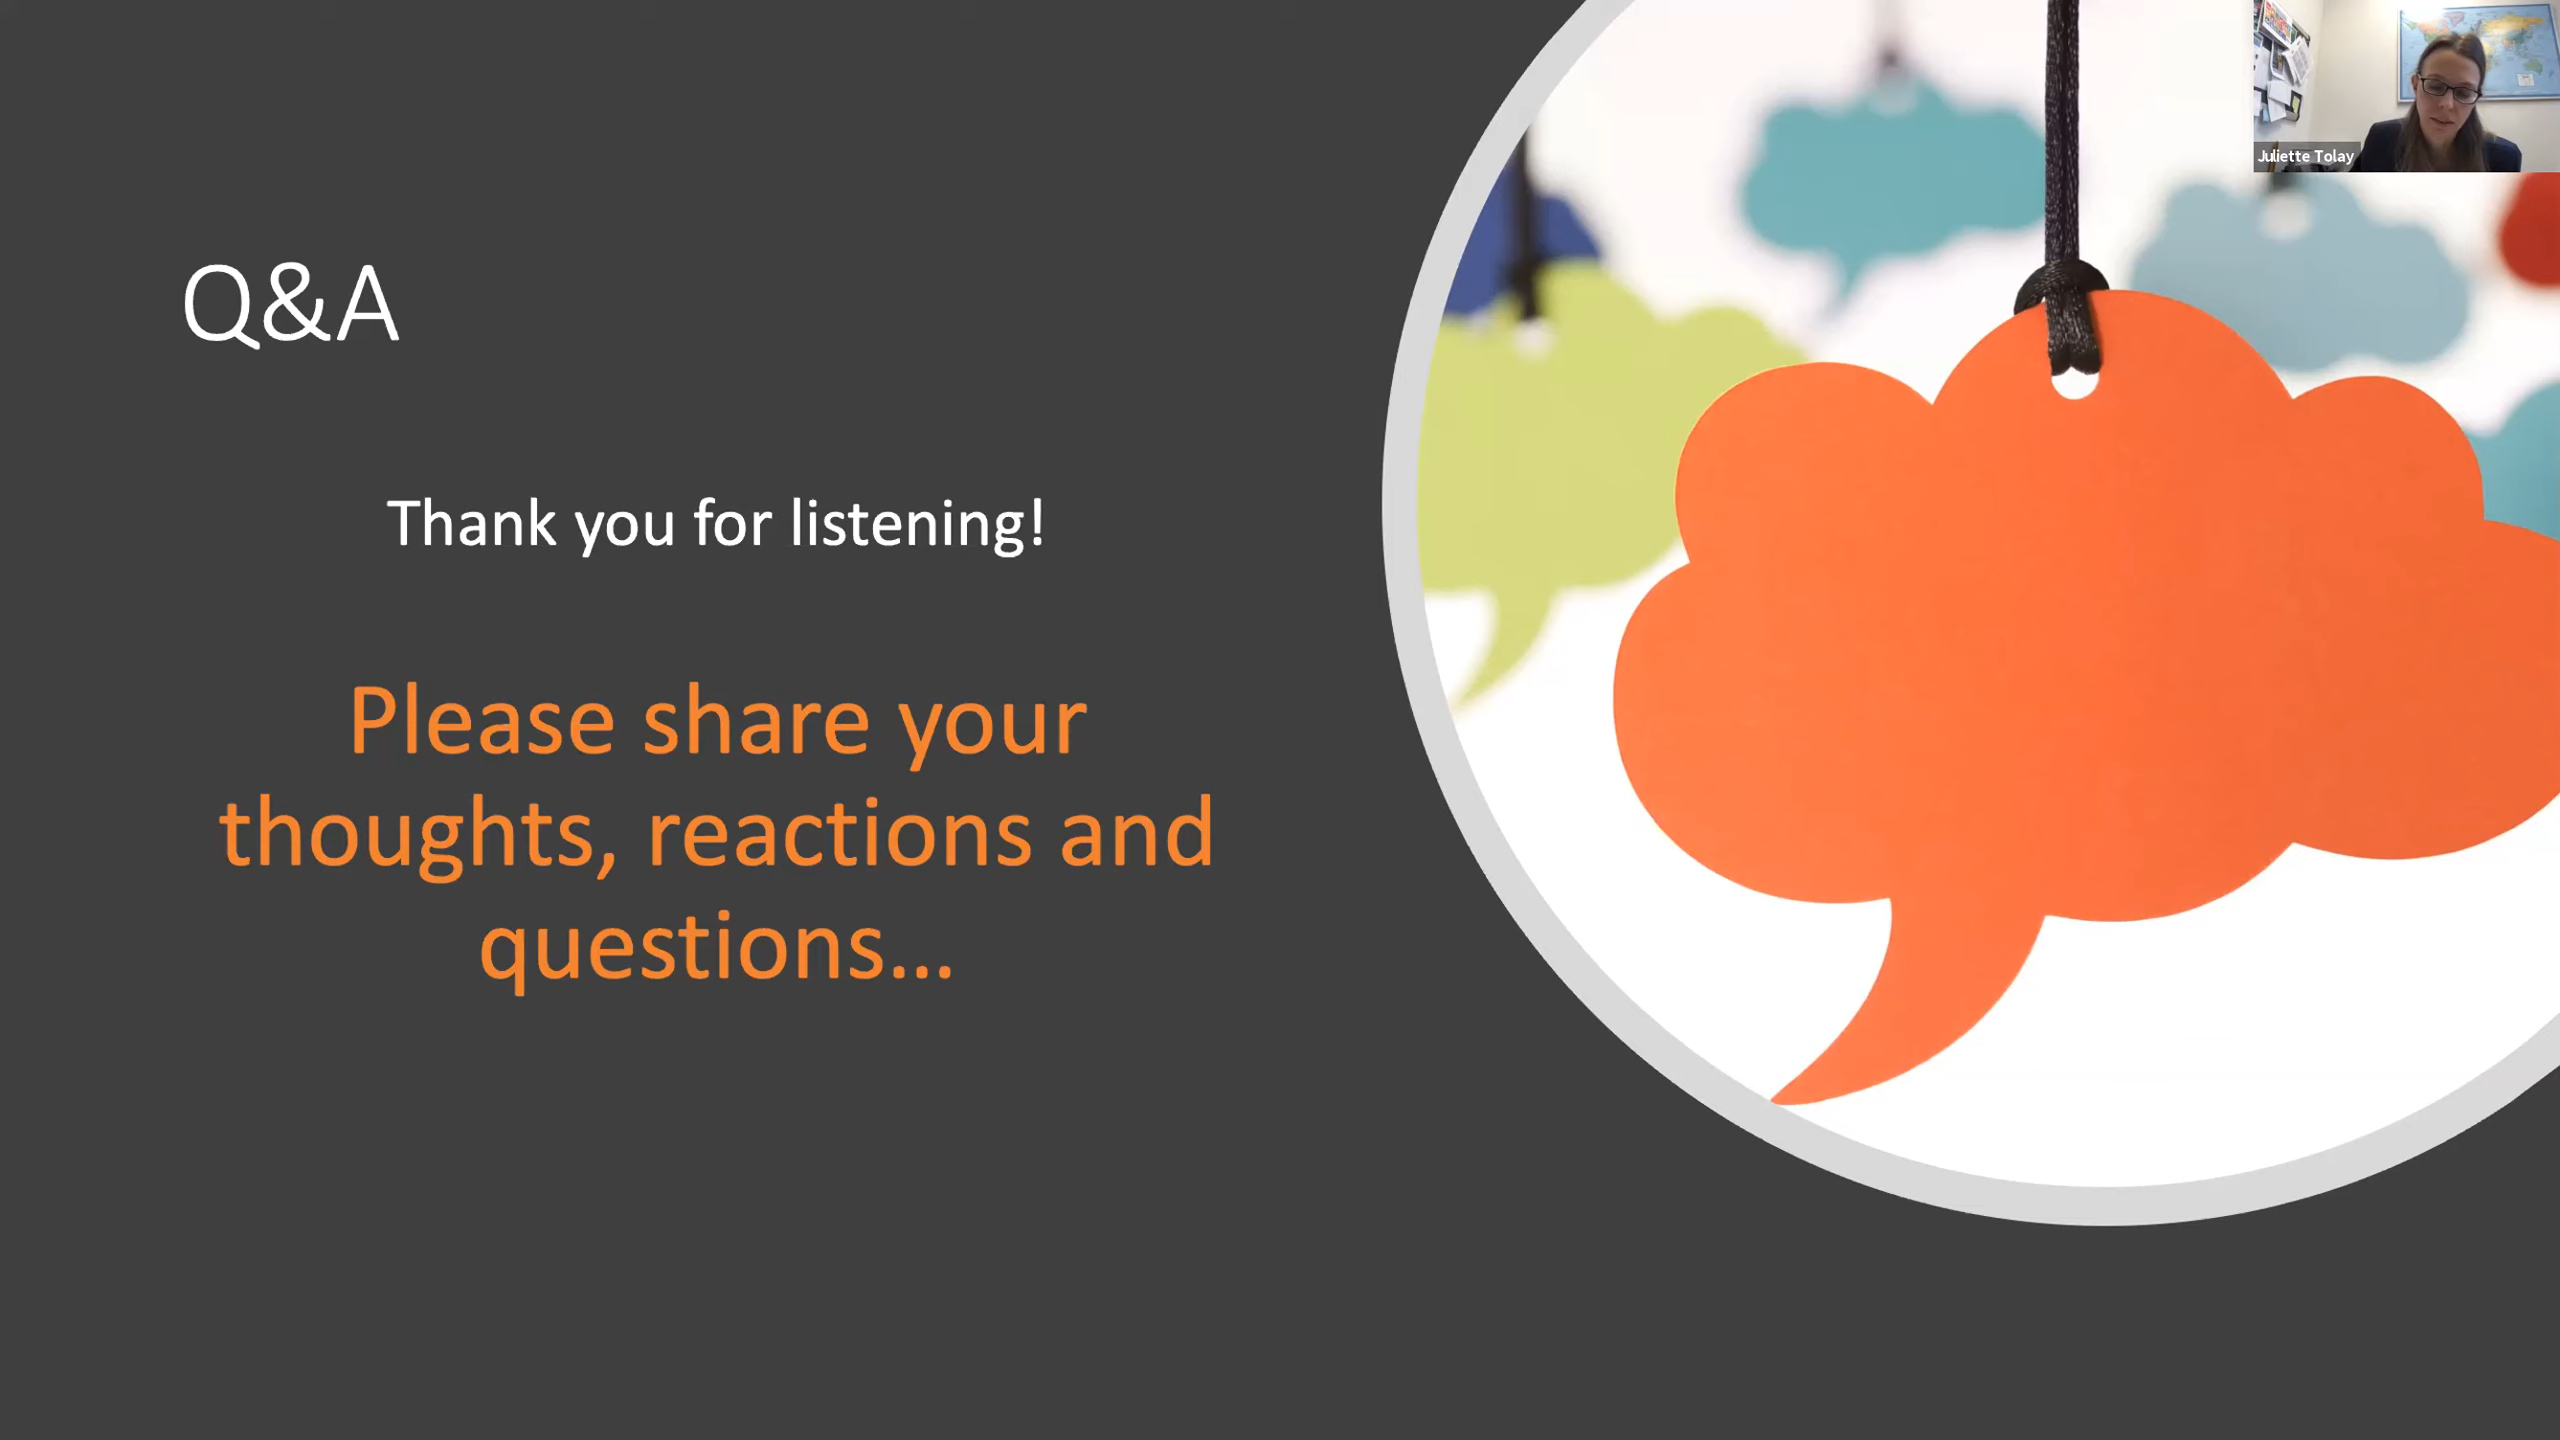 Q&A
Thank you for listening!
Please share your
thoughts, reactions and
questions...
Juliette Tolay